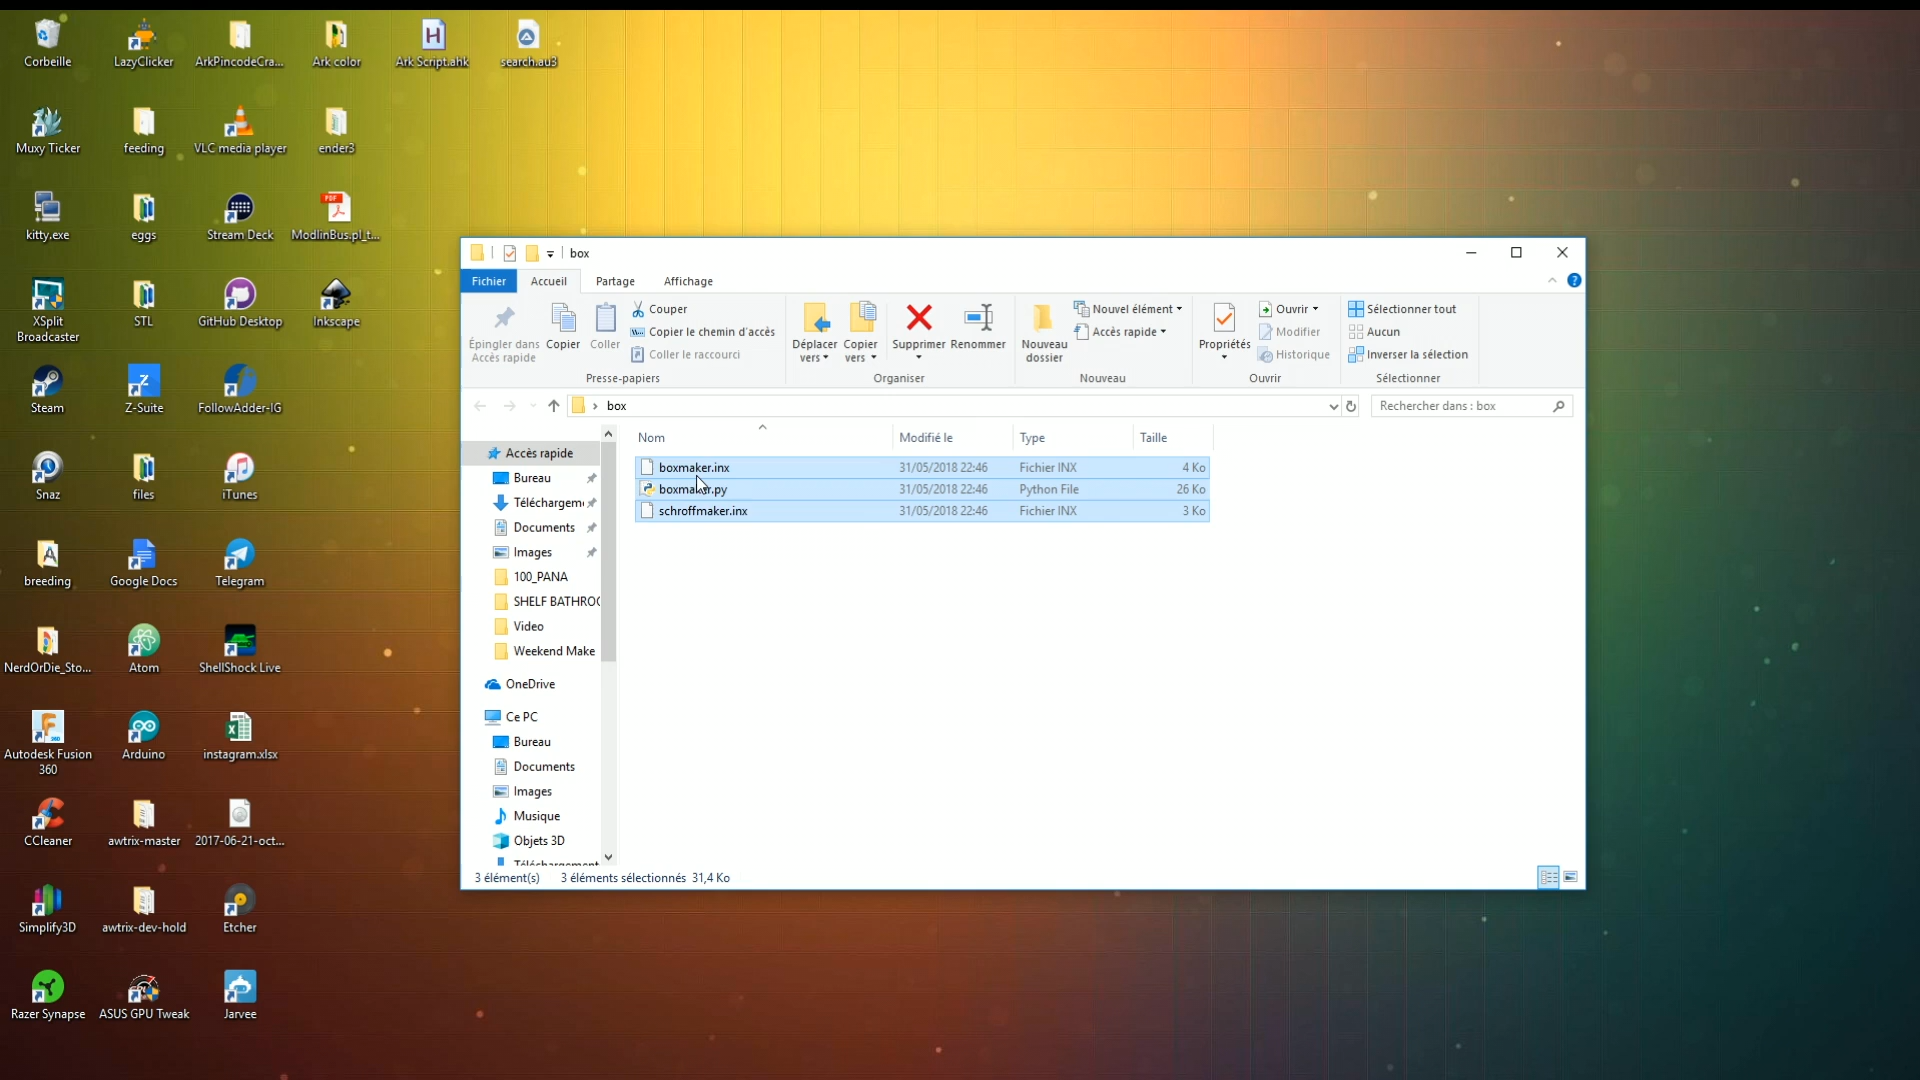 Corbeille
LazyClicker
ArkPincodeCra...
Ark color
Ark Script.ahk
search.au3
Muxy Ticker
feeding
VLC media player
ender3
kitty.exe
eggs
Stream Deck
PDF
ModlinBus.pl_t...
XSplit
Broadcaster
STL
GitHub Desktop
Inkscape
Steam
Z-Suite
FollowAdder-IG
Snaz
files
iTunes
breeding
Google Docs
Telegram
NerdOrDie_Sto...
Atom
ShellShock Live
Autodesk Fusion
360
Arduino
instagram.xlsx
CCleaner
awtrix-master
2017-06-21-oct...
Simplify3D
awtrix-dev-hold
Etcher
Razer Synapse
ASUS GPU Tweak
Jarvee
box
Fichier
Accueil
Partage
Affichage
Épingler dans
Accès rapide
Copier
Coller
Couper
Copier le chemin d'accès
Coller le raccourci
Presse-papiers
Déplacer
vers
Copier
vers
Supprimer
Renommer
Organiser
Nouveau
dossier
Nouvel élément
Accès rapide
Nouveau
Propriétés
Ouvrir
Modifier
Historique
Ouvrir
Sélectionner tout
Aucun
Inverser la sélection
Sélectionner
box
Rechercher dans : box
Nom
Modifié le
Type
Taille
boxmaker.inx 31/05/2018 22:46 Fichier INX 4 Ko
boxmaker.py 31/05/2018 22:46 Python File 26 Ko
schroffmaker.inx 31/05/2018 22:46 Fichier INX 3 Ko
Accès rapide
Bureau
Téléchargem
Documents
Images
100_PANA
SHELF BATHROO
Video
Weekend Make
OneDrive
Ce PC
Bureau
Documents
Images
Musique
Objets 3D
Téléchargement
3 élément(s) 3 éléments sélectionnés 31,4 Ko